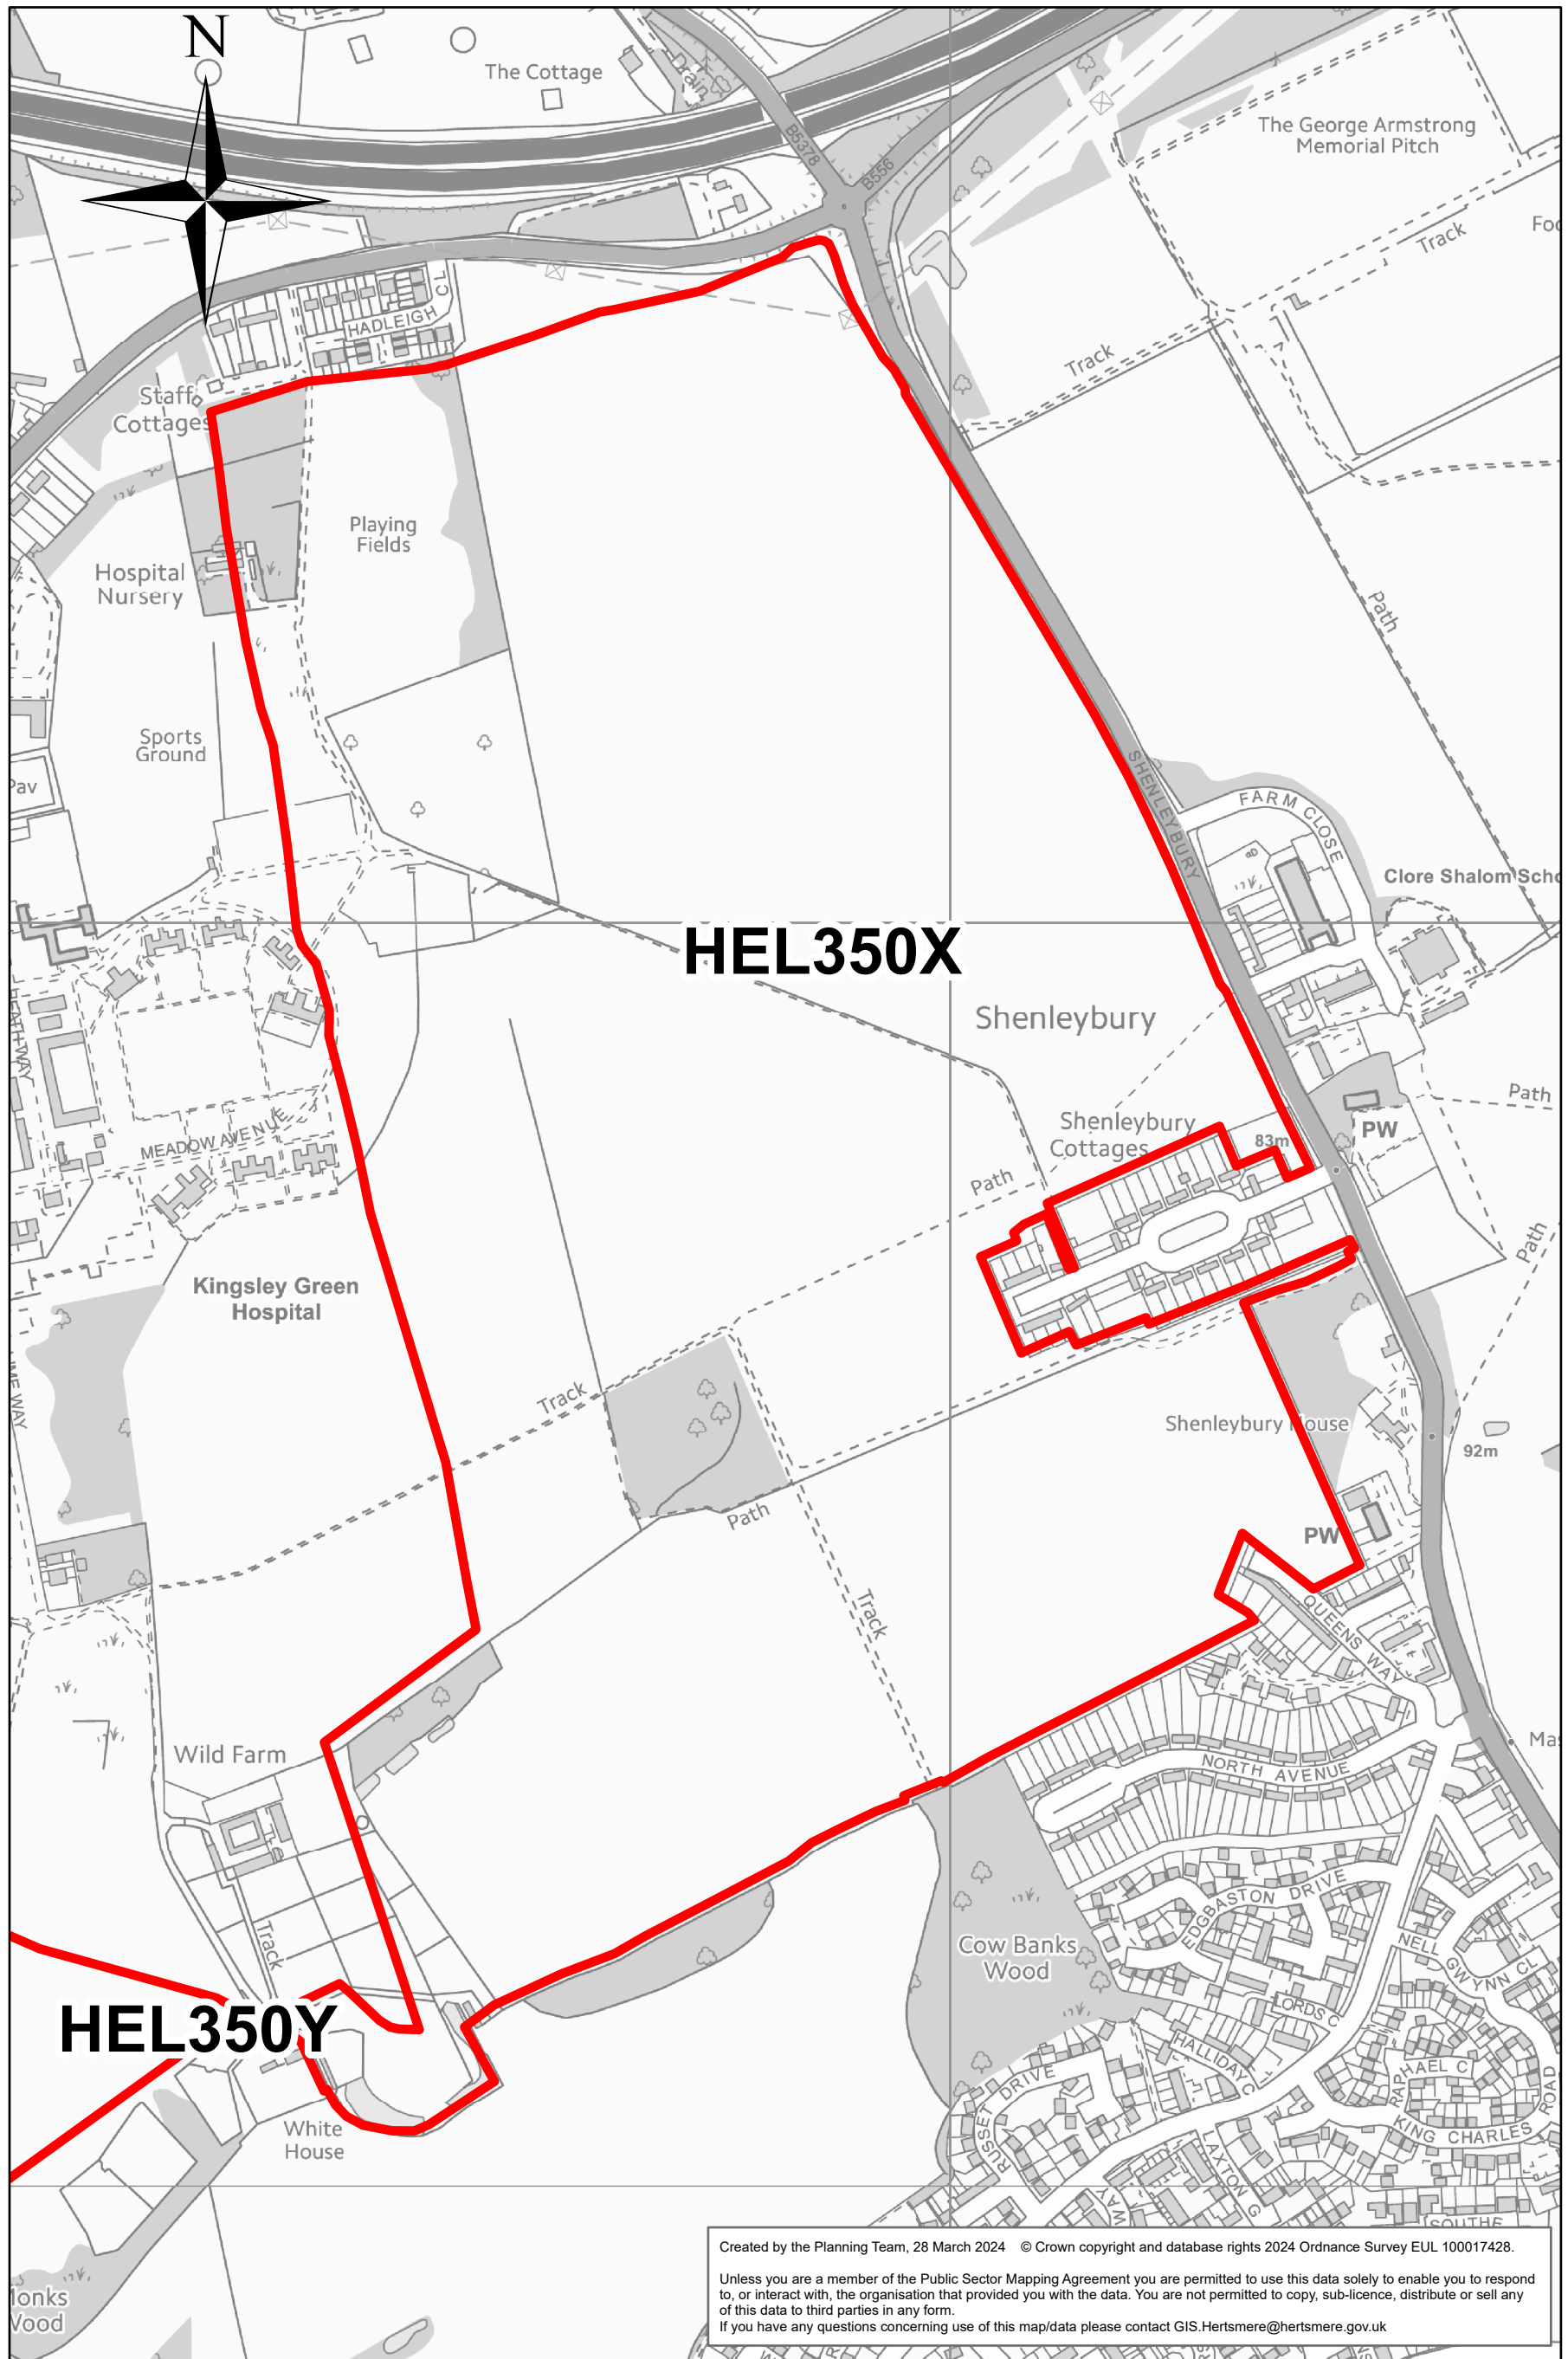 N
The Cottage
Drain
B5378
B556
The George Armstrong
Memorial Pitch
Track
HADLEIGH CL
Staff
Cottages
Track
Playing
Fields
Hospital
Nursery
Path
Sports
Ground
Pav
SHENLEYBURY
FARM CLOSE
Clore Shalom Scho
HEL350X
Shenleybury
MEADOW AVENUE
Shenleybury
Cottages
83m
PW
Path
Path
Path
Kingsley Green
Hospital
Track
Shenleybury House
92m
Path
PW
Track
QUEENS WAY
Wild Farm
NORTH AVENUE
Track
EDGBASTON DRIVE
Cow Banks
Wood
NELL GWYNN CL
LORDS C
HEL350Y
HALLIDAY C
RAPHAEL C
RUSSET DRIVE
KING CHARLES ROAD
White
House
LAXTON G
WAY
SOUTHE
Created by the Planning Team, 28 March 2024 © Crown copyright and database rights 2024 Ordnance Survey EUL 100017428.
Unless you are a member of the Public Sector Mapping Agreement you are permitted to use this data solely to enable you to respond
to, or interact with, the organisation that provided you with the data. You are not permitted to copy, sub-licence, distribute or sell any
of this data to third parties in any form.
If you have any questions concerning use of this map/data please contact GIS.Hertsmere@hertsmere.gov.uk